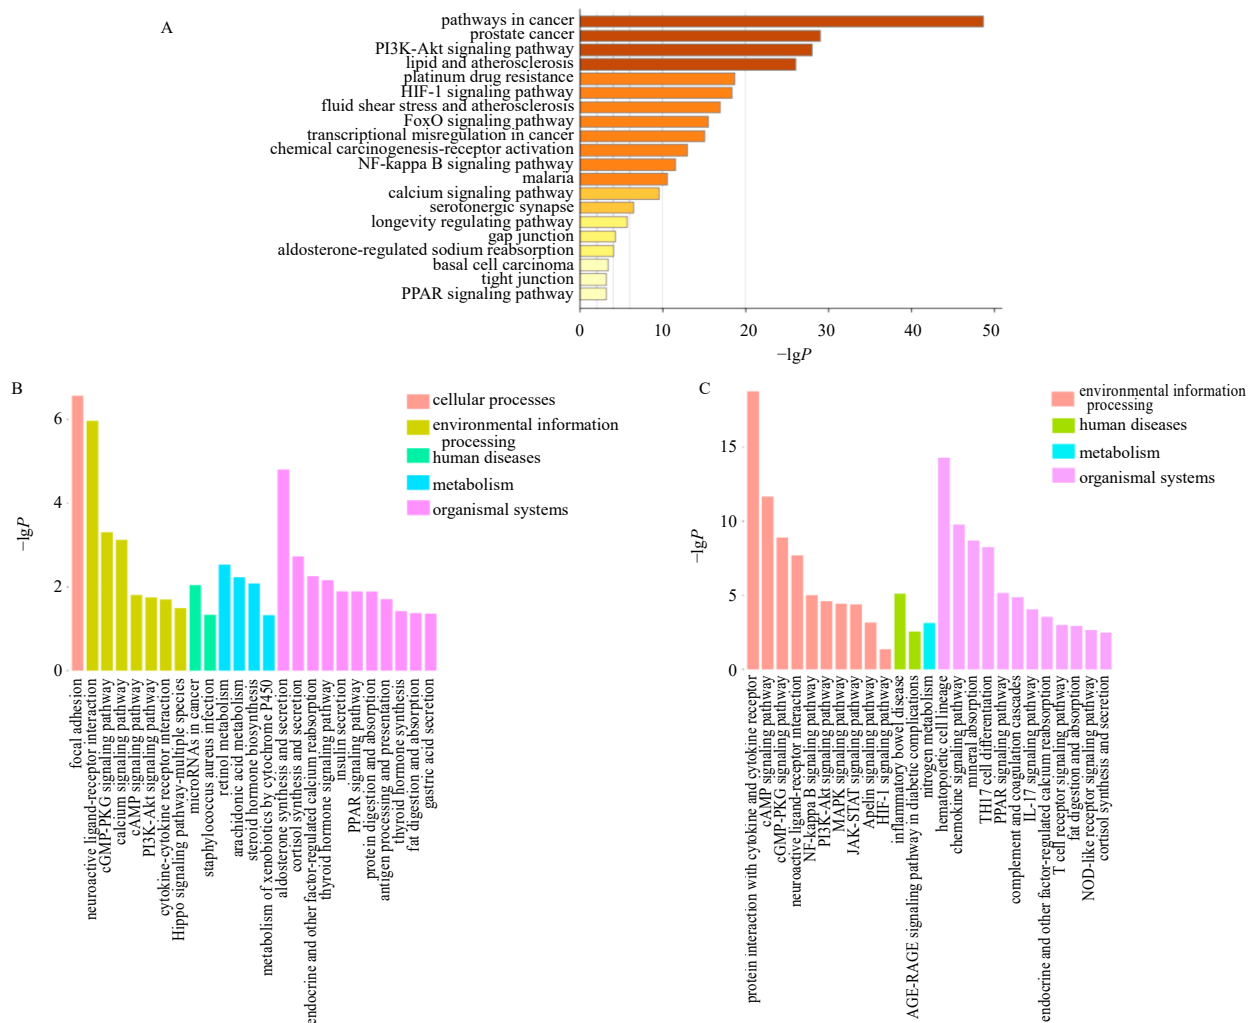 A
pathways in cancer
prostate cancer
PI3K-Akt signaling pathway
lipid and atherosclerosis
platinum drug resistance
HIF-1 signaling pathway
fluid shear stress and atherosclerosis
FoxO signaling pathway
transcriptional misregulation in cancer
chemical carcinogenesis-receptor activation
NF-kappa B signaling pathway
malaria
calcium signaling pathway
serotonergic synapse
longevity regulating pathway
gap junction
aldosterone-regulated sodium reabsorption
basal cell carcinoma
tight junction
PPAR signaling pathway
0 10 20 30 40 50
−lgP
B
cellular processes
environmental information
processing
human diseases
metabolism
organismal systems
−lgP
6
4
2
0
focal adhesion
neuroactive ligand-receptor interaction
cGMP-PKG signaling pathway
calcium signaling pathway
cAMP signaling pathway
PI3K-Akt signaling pathway
cytokine-cytokine receptor interaction
Hippo signaling pathway-multiple species
microRNAs in cancer
staphylococcus aureus infection
retinol metabolism
arachidonic acid metabolism
steroid hormone biosynthesis
metabolism of xenobiotics by cytochrome P450
aldosterone synthesis and secretion
cortisol synthesis and secretion
endocrine and other factor-regulated calcium reabsorption
thyroid hormone signaling pathway
insulin secretion
PPAR signaling pathway
protein digestion and absorption
antigen processing and presentation
thyroid hormone synthesis
fat digestion and absorption
gastric acid secretion
C
environmental information
processing
human diseases
metabolism
organismal systems
−lgP
15
10
5
0
protein interaction with cytokine receptor
cAMP signaling pathway
cGMP-PKG signaling pathway
neuroactive ligand-receptor interaction
NF-kappa B signaling pathway
PI3K-Akt signaling pathway
MAPK signaling pathway
JAK-STAT signaling pathway
Apelin signaling pathway
HIF-1 signaling pathway
inflammatory bowel disease
AGE-RAGE signaling pathway in diabetic complications
nitrogen metabolism
hematopoietic cell lineage
chemokine signaling pathway
mineral absorption
TH17 cell differentiation
PPAR signaling pathway
complement and coagulation cascades
IL-17 signaling pathway
endocrine and other factor-regulated calcium reabsorption
T cell receptor signaling pathway
fat digestion and absorption
NOD-like receptor signaling pathway
cortisol synthesis and secretion